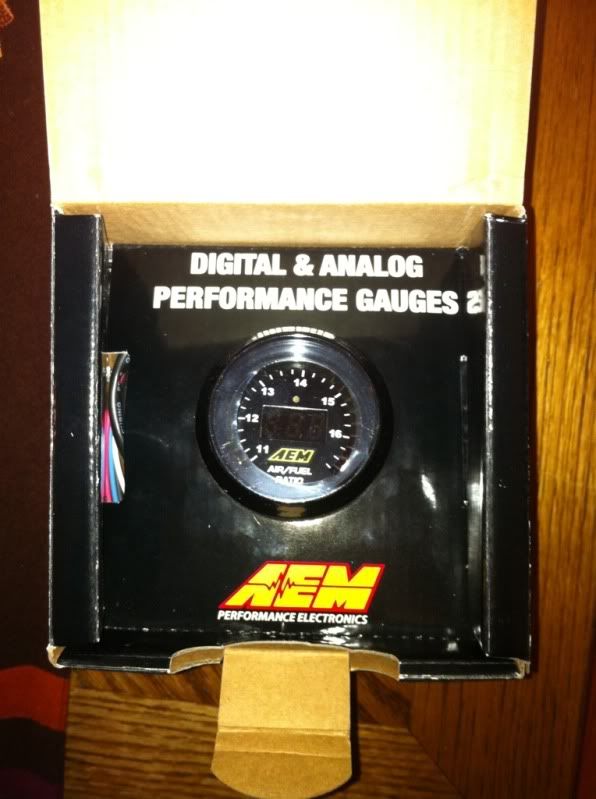 DIGITAL & ANALOG
PERFORMANCE GAUGES
14
13 15
12 16
11
AEM
AIR/FUEL
RATIO
AEM
PERFORMANCE ELECTRONICS